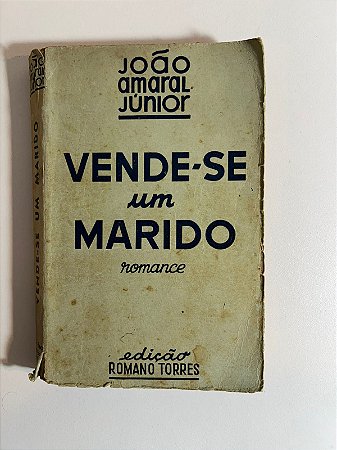 JOÃO
amaral
JÚNIOR
VENDE-SE
um
MARIDO
romance
edição
ROMANO TORRES
VENDE-SE UM MARIDO